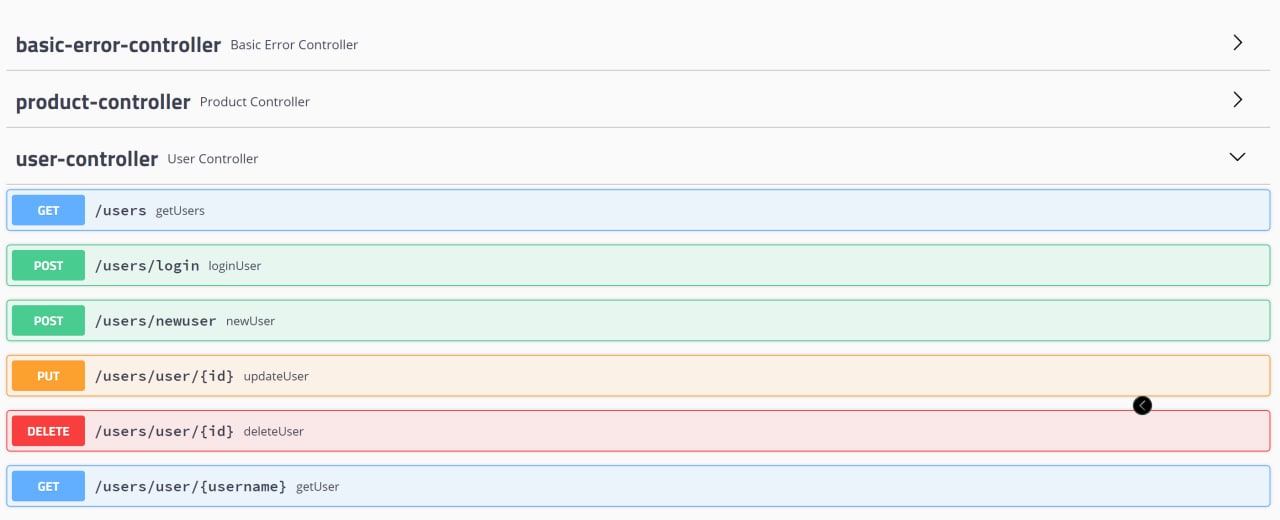 basic-error-controller Basic Error Controller
product-controller Product Controller
user-controller User Controller
GET /users getUsers
POST /users/login loginUser
POST /users/newuser newUser
PUT /users/user/{id} updateUser
DELETE /users/user/{id} deleteUser
GET /users/user/{username} getUser